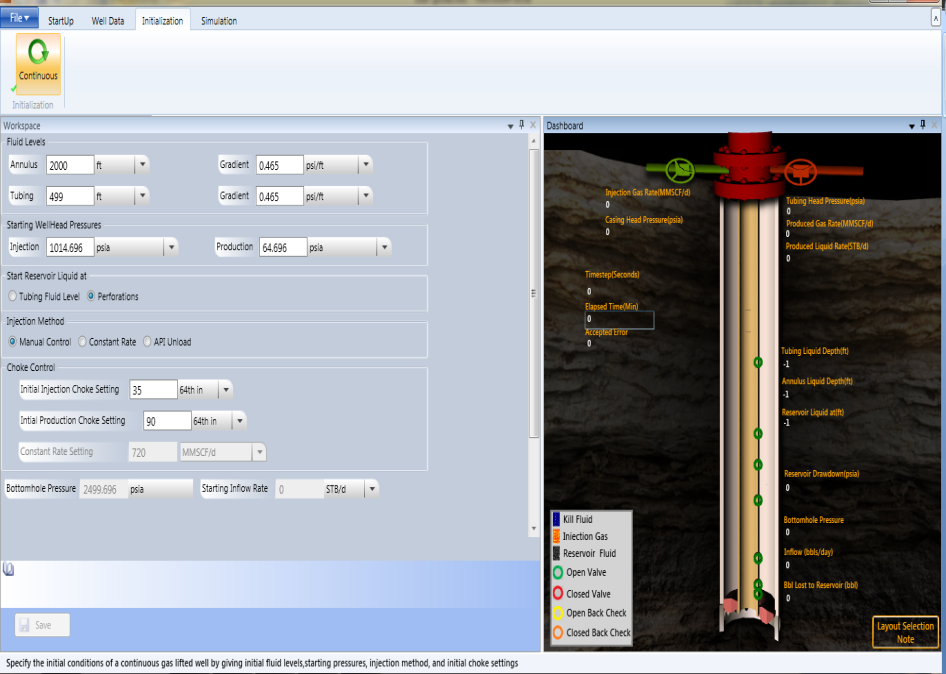 File StartUp Well Data Initialization Simulation
Continuous
Initialization
Workspace
Fluid Levels
Annulus 2000 ft Gradient 0.465 psi/ft
Tubing 499 ft Gradient 0.465 psi/ft
Starting WellHead Pressures
Injection 1014.696 psia Production 64.696 psia
Start Reservoir Liquid at
Tubing Fluid Level Perforations
Injection Method
Manual Control Constant Rate API Unload
Choke Control
Initial Injection Choke Setting 35 64th in
Intial Production Choke Setting 90 64th in
Constant Rate Setting 720 MMSCF/d
Bottomhole Pressure 2499.696 psia Starting Inflow Rate 0 STB/d
Save
Dashboard
Injection Gas Rate(MMSCF/d)
0
Casing Head Pressure(psia)
0
Tubing Head Pressure(psia)
0
Produced Gas Rate(MMSCF/d)
0
Produced Liquid Rate(STB/d)
0
Timestep(Seconds)
0
Elapsed Time(Min)
0
Accepted Error
0
Tubing Liquid Depth(ft)
-1
Annulus Liquid Depth(ft)
-1
Reservoir Liquid at(ft)
-1
Reservoir Drawdown(psia)
0
Bottomhole Pressure
0
Inflow (bbls/day)
0
Bbl Lost to Reservoir (bbl)
0
Kill Fluid
Injection Gas
Reservoir Fluid
Open Valve
Closed Valve
Open Back Check
Closed Back Check
Layout Selection
Note
Specify the initial conditions of a continuous gas lifted well by giving initial fluid levels,starting pressures, injection method, and initial choke settings